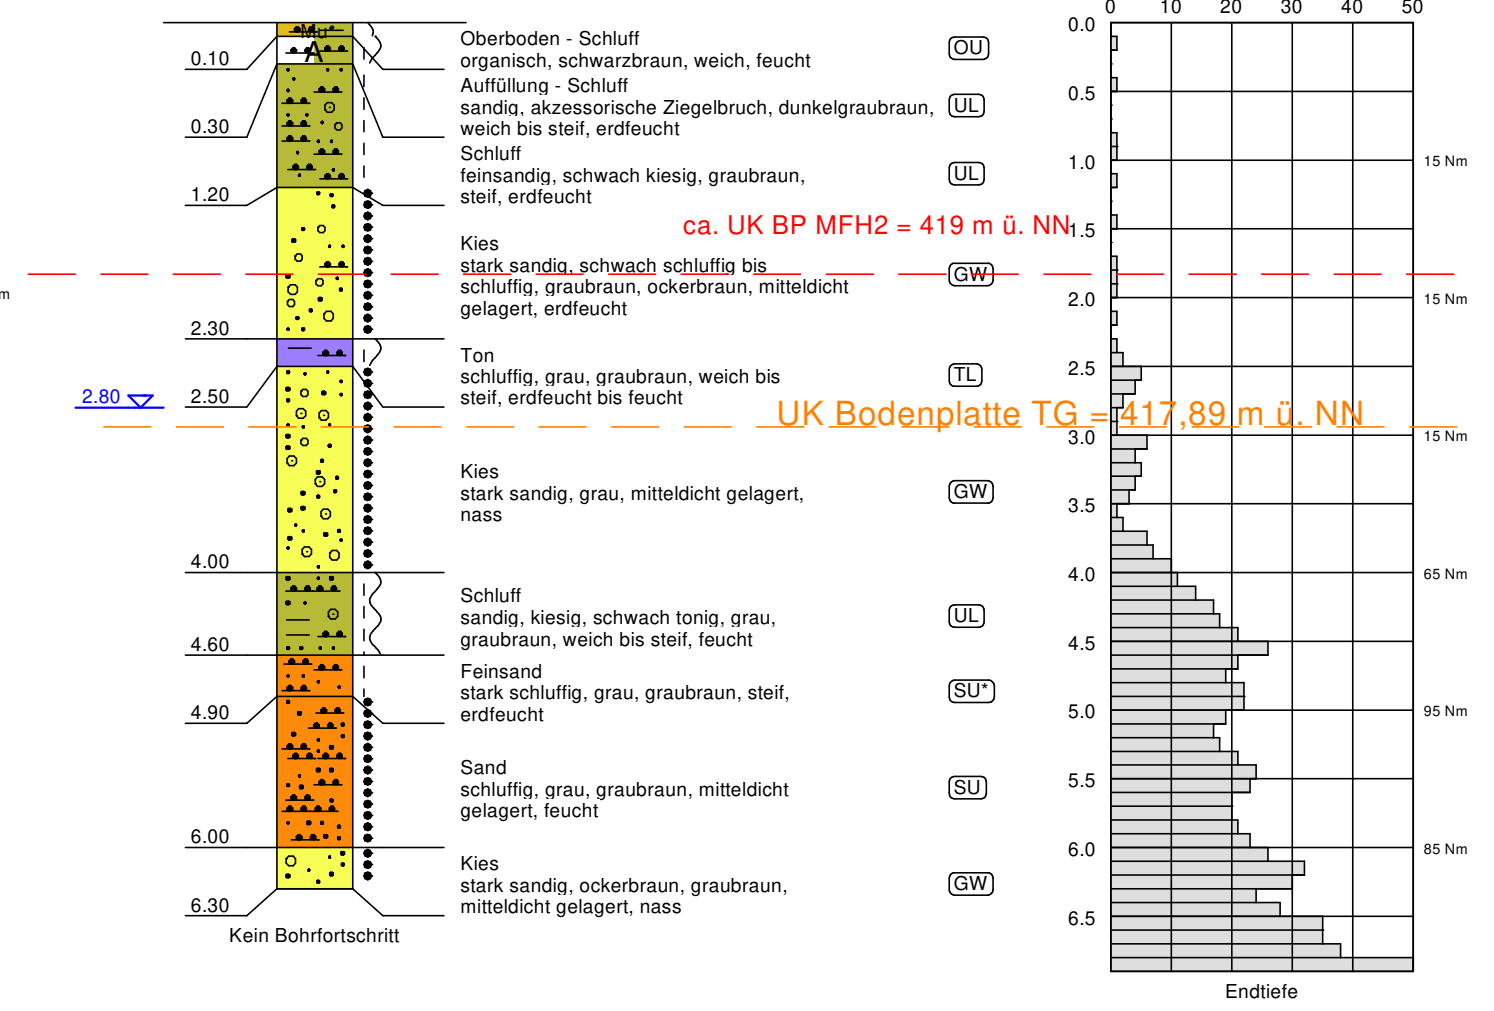 Mu
A
0.10
Oberboden - Schluff
organisch, schwarzbraun, weich, feucht
OU
0.30
Auffüllung - Schluff
sandig, akzessorische Ziegelbruch, dunkelgraubraun,
weich bis steif, erdfeucht
UL
1.20
Schluff
feinsandig, schwach kiesig, graubraun,
steif, erdfeucht
UL
ca. UK BP MFH2 = 419 m ü. NN
m
2.30
Kies
stark sandig, schwach schluffig bis
schluffig, graubraun, ockerbraun, mitteldicht
gelagert, erdfeucht
GW
2.50
Ton
schluffig, grau, graubraun, weich bis
steif, erdfeucht bis feucht
TL
2.80
UK Bodenplatte TG = 417,89 m ü. NN
4.00
Kies
stark sandig, grau, mitteldicht gelagert,
nass
GW
4.60
Schluff
sandig, kiesig, schwach tonig, grau,
graubraun, weich bis steif, feucht
UL
4.90
Feinsand
stark schluffig, grau, graubraun, steif,
erdfeucht
SU*
6.00
Sand
schluffig, grau, graubraun, mitteldicht
gelagert, feucht
SU
6.30
Kies
stark sandig, ockerbraun, graubraun,
mitteldicht gelagert, nass
GW
Kein Bohrfortschritt
0 10 20 30 40 50
0.0
0.5
1.0 15 Nm
1.5
2.0 15 Nm
2.5
3.0 15 Nm
3.5
4.0 65 Nm
4.5
5.0 95 Nm
5.5
6.0 85 Nm
6.5
Endtiefe